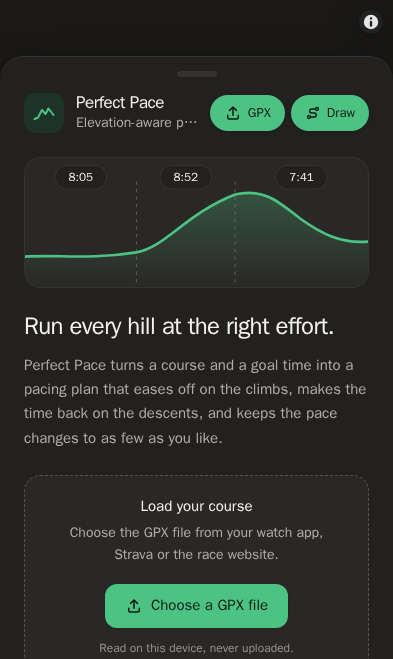 Perfect Pace
Elevation-aware p···
GPX
Draw
8:05
8:52
7:41
Run every hill at the right effort.
Perfect Pace turns a course and a goal time into a
pacing plan that eases off on the climbs, makes the
time back on the descents, and keeps the pace
changes to as few as you like.
Load your course
Choose the GPX file from your watch app,
Strava or the race website.
Choose a GPX file
Read on this device, never uploaded.